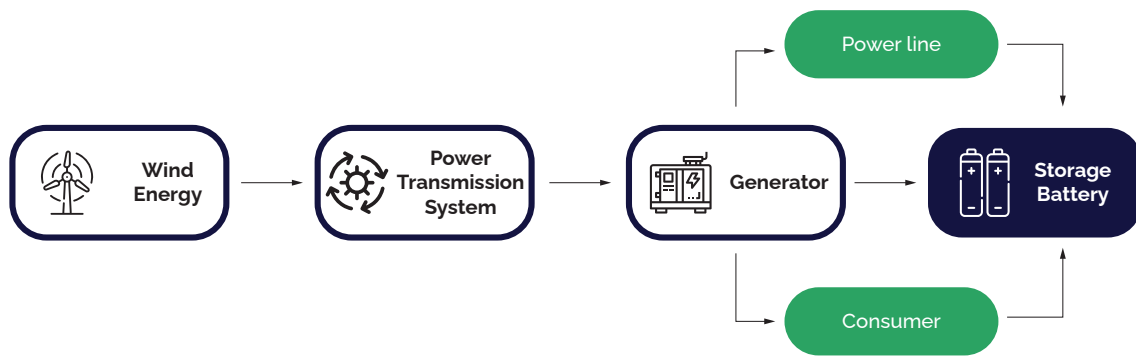 Power line
Wind
Energy
Power
Transmission
System
Generator
Storage
Battery
Consumer